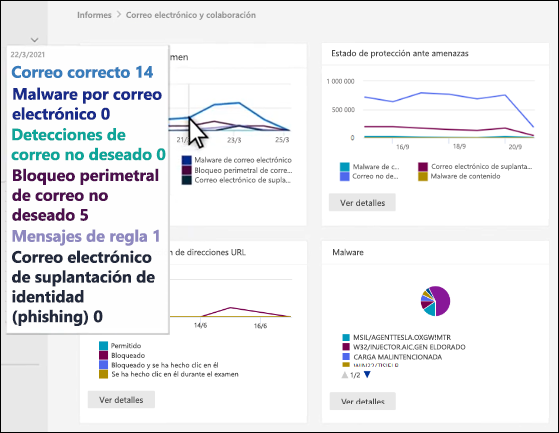 Informes > Correo electrónico y colaboración
22/3/2021
Correo correcto 14
Malware por correo
electrónico 0
Detecciones de
correo no deseado 0
Bloqueo perimetral
de correo no
deseado 5
Mensajes de regla 1
Correo electrónico
de suplantación de
identidad
(phishing) 0
men
21/3
23/3
25/3
Malware de correo electrónico
Bloqueo perimetral de corre...
Correo electrónico de supla...
Estado de protección ante amenazas
1 000 000
500 000
0
16/9
18/9
20/9
Malware de c...
Correo electrónico de suplanta...
Correo no de...
Malware de contenido
Ver detalles
n de direcciones URL
14/6
16/6
Permitido
Bloqueado
Bloqueado y se ha hecho clic en él
Se ha hecho clic en él durante el examen
Ver detalles
Malware
MSIL/AGENTTESLA.OXGW!MTR
W32/INJECTOR.AIC.GEN ELDORADO
CARGA MALINTENCIONADA
1/2
Ver detalles